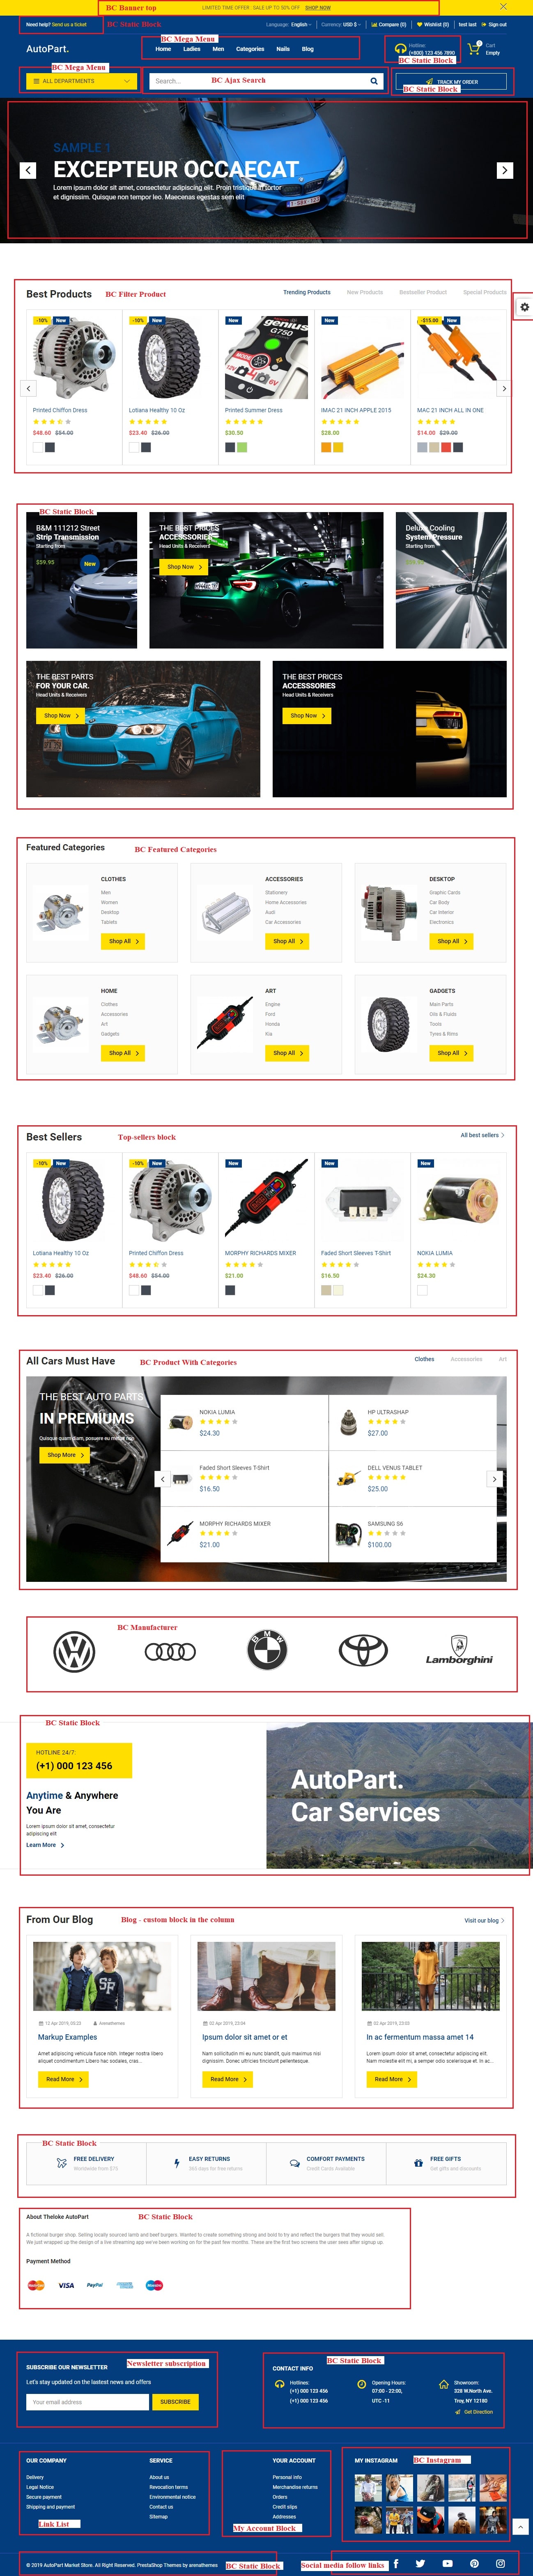 BC Banner top
LIMITED TIME OFFER : SALE UP TO 50% OFF SHOP NOW
Need help? Send us a ticket
BC Static Block
Language: English
Currency: USD $
Compare (0)
Wishlist (0)
test test
Sign out
AutoPart.
BC Mega Menu
Home Ladies Men Categories Nails Blog
Hotline:
(+800) 123 456 7890
Cart
0
Empty
BC Static Block
BC Mega Menu
ALL DEPARTMENTS
Search...
BC Ajax Search
TRACK MY ORDER
BC Static Block
SAMPLE 1
EXCEPTEUR OCCAECAT
Lorem ipsum dolor sit amet, consectetur adipiscing elit. Proin tristique in tortor
et dignissim. Quisque non tempor leo. Maecenas egestas sem elit
Best Products
BC Filter Product
Trending Products New Products Bestseller Product Special Products
-10% New
-10% New
New
New
-$15.00 New
Printed Chiffon Dress
Lotiana Healthy 10 Oz
Printed Summer Dress
IMAC 21 INCH APPLE 2015
MAC 21 INCH ALL IN ONE
$48.60 $54.00
$23.40 $26.00
$30.50
$28.00
$14.00 $29.00
BC Static Block
B&M 111212 Street
Strip Transmission
Starting from
$59.95
New
THE BEST PRICES
ACCESSSORIES
Head Units & Receivers
Shop Now
Deluxe Cooling
System Pressure
Starting from
THE BEST PARTS
FOR YOUR CAR.
Head Units & Receivers
Shop Now
THE BEST PRICES
ACCESSSORIES
Head Units & Receivers
Shop Now
Featured Categories
BC Featured Categories
CLOTHES
Men
Women
Desktop
Tablets
Shop All
ACCESSORIES
Stationery
Home Accessories
Audi
Car Accessories
Shop All
DESKTOP
Graphic Cards
Car Body
Car Interior
Electronics
Shop All
HOME
Clothes
Accessories
Art
Gadgets
Shop All
ART
Engine
Ford
Honda
Kia
Shop All
GADGETS
Main Parts
Oils & Fluids
Tools
Tyres & Rims
Shop All
Best Sellers
Top-sellers block
All best sellers
-10% New
-10% New
New
New
New
Lotiana Healthy 10 Oz
Printed Chiffon Dress
MORPHY RICHARDS MIXER
Faded Short Sleeves T-Shirt
NOKIA LUMIA
$23.40 $26.00
$48.60 $54.00
$21.00
$16.50
$24.30
All Cars Must Have
BC Product With Categories
Clothes Accessories Art
THE BEST AUTO PARTS
IN PREMIUMS
Quisque quam diam, posuere eu metus non
Shop More
NOKIA LUMIA
$24.30
HP ULTRASHAP
$27.00
Faded Short Sleeves T-Shirt
$16.50
DELL VENUS TABLET
$25.00
MORPHY RICHARDS MIXER
$21.00
SAMSUNG S6
$100.00
BC Manufacturer
BMW
Lamborghini
BC Static Block
HOTLINE 24/7:
(+1) 000 123 456
Anytime & Anywhere
You Are
Lorem ipsum dolor sit amet, consectetur
adipiscing elit
Learn More
AutoPart.
Car Services
From Our Blog
Blog - custom block in the column
Visit our blog
12 Apr 2019, 05:23
Arenathemes
Markup Examples
Amet adipiscing vehicula fusce nibh. Integer nostra libero
aliquet condimentum Libero hac sodales, cras...
Read More
02 Apr 2019, 23:04
Ipsum dolor sit amet or et
Nam sollicitudin mi eu nunc blandit, quis maximus nisi
dignissim. Donec ultricies tincidunt pellentesque.
Read More
02 Apr 2019, 23:03
In ac fermentum massa amet 14
Lorem ipsum dolor sit amet, consectetur adipiscing elit.
Nam molestie elit mi, a semper odio scelerisque et. In ac...
Read More
BC Static Block
FREE DELIVERY
Worldwide from $75
EASY RETURNS
365 days for free returns
COMFORT PAYMENTS
Credit Cards Available
FREE GIFTS
Get gifts and discounts
About Theloke AutoPart
BC Static Block
A fictional burger shop. Selling locally sourced lamb and beef burgers. Wanted to create something strong and bold to try and reflect the burgers that they would sell.
We just wrapped up the design of a live streaming app we've been working on for the past few months. These are the first two screens the user sees after signup.
Payment Method
VISA
PayPal
SUBSCRIBE OUR NEWSLETTER
Newsletter subscription
Let's stay updated on the lastest news and offers
Your email address
SUBSCRIBE
BC Static Block
CONTACT INFO
Hotlines:
(+1) 000 123 456
(+1) 000 123 456
Opening Hours:
07:00 - 22:00,
UTC -11
Showroom:
328 W.North Ave.
Troy, NY 12180
Get Direction
OUR COMPANY
Delivery
Legal Notice
Secure payment
Shipping and payment
Link List
SERVICE
About us
Revocation terms
Environmental notice
Contact us
Sitemap
YOUR ACCOUNT
Personal info
Merchandise returns
Orders
Credit slips
Addresses
My Account Block
MY INSTAGRAM
BC Instagram
© 2019 AutoPart Market Store. All Right Reserved. PrestaShop Themes by arenathemes
BC Static Block
Social media follow links